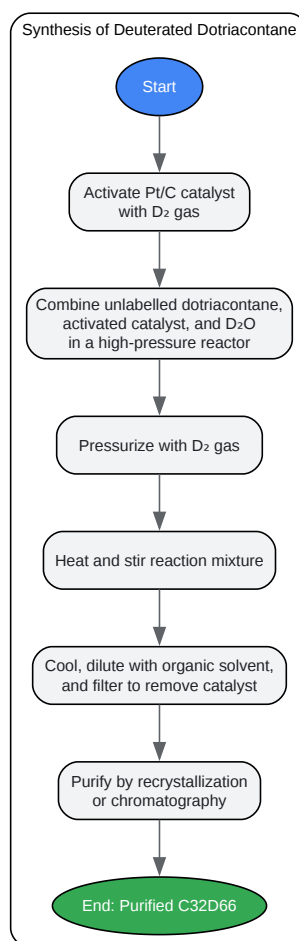 Synthesis of Deuterated Dotriacontane
Start
Activate Pt/C catalyst
with D₂ gas
Combine unlabelled dotriacontane,
activated catalyst, and D₂O
in a high-pressure reactor
Pressurize with D₂ gas
Heat and stir reaction mixture
Cool, dilute with organic solvent,
and filter to remove catalyst
Purify by recrystallization
or chromatography
End: Purified C32D66